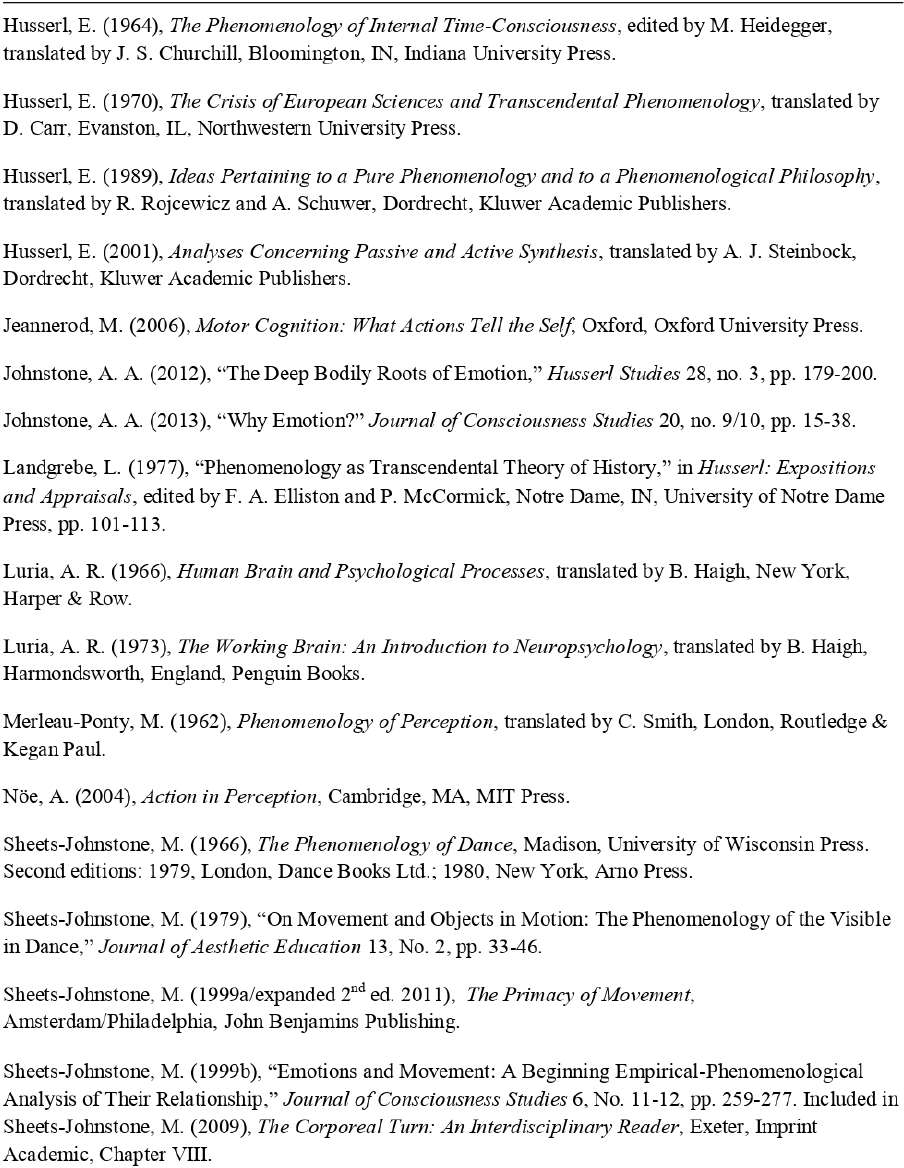 Husserl, E. (1964), The Phenomenology of Internal Time-Consciousness, edited by M. Heidegger,
translated by J. S. Churchill, Bloomington, IN, Indiana University Press.
Husserl, E. (1970), The Crisis of European Sciences and Transcendental Phenomenology, translated by
D. Carr, Evanston, IL, Northwestern University Press.
Husserl, E. (1989), Ideas Pertaining to a Pure Phenomenology and to a Phenomenological Philosophy,
translated by R. Rojcewicz and A. Schuwer, Dordrecht, Kluwer Academic Publishers.
Husserl, E. (2001), Analyses Concerning Passive and Active Synthesis, translated by A. J. Steinbock,
Dordrecht, Kluwer Academic Publishers.
Jeannerod, M. (2006), Motor Cognition: What Actions Tell the Self, Oxford, Oxford University Press.
Johnstone, A. A. (2012), “The Deep Bodily Roots of Emotion,” Husserl Studies 28, no. 3, pp. 179-200.
Johnstone, A. A. (2013), “Why Emotion?” Journal of Consciousness Studies 20, no. 9/10, pp. 15-38.
Landgrebe, L. (1977), “Phenomenology as Transcendental Theory of History,” in Husserl: Expositions
and Appraisals, edited by F. A. Elliston and P. McCormick, Notre Dame, IN, University of Notre Dame
Press, pp. 101-113.
Luria, A. R. (1966), Human Brain and Psychological Processes, translated by B. Haigh, New York,
Harper & Row.
Luria, A. R. (1973), The Working Brain: An Introduction to Neuropsychology, translated by B. Haigh,
Harmondsworth, England, Penguin Books.
Merleau-Ponty, M. (1962), Phenomenology of Perception, translated by C. Smith, London, Routledge &
Kegan Paul.
Nöe, A. (2004), Action in Perception, Cambridge, MA, MIT Press.
Sheets-Johnstone, M. (1966), The Phenomenology of Dance, Madison, University of Wisconsin Press.
Second editions: 1979, London, Dance Books Ltd.; 1980, New York, Arno Press.
Sheets-Johnstone, M. (1979), “On Movement and Objects in Motion: The Phenomenology of the Visible
in Dance,” Journal of Aesthetic Education 13, No. 2, pp. 33-46.
Sheets-Johnstone, M. (1999a/expanded 2nd ed. 2011), The Primacy of Movement,
Amsterdam/Philadelphia, John Benjamins Publishing.
Sheets-Johnstone, M. (1999b), “Emotions and Movement: A Beginning Empirical-Phenomenological
Analysis of Their Relationship,” Journal of Consciousness Studies 6, No. 11-12, pp. 259-277. Included in
Sheets-Johnstone, M. (2009), The Corporeal Turn: An Interdisciplinary Reader, Exeter, Imprint
Academic, Chapter VIII.